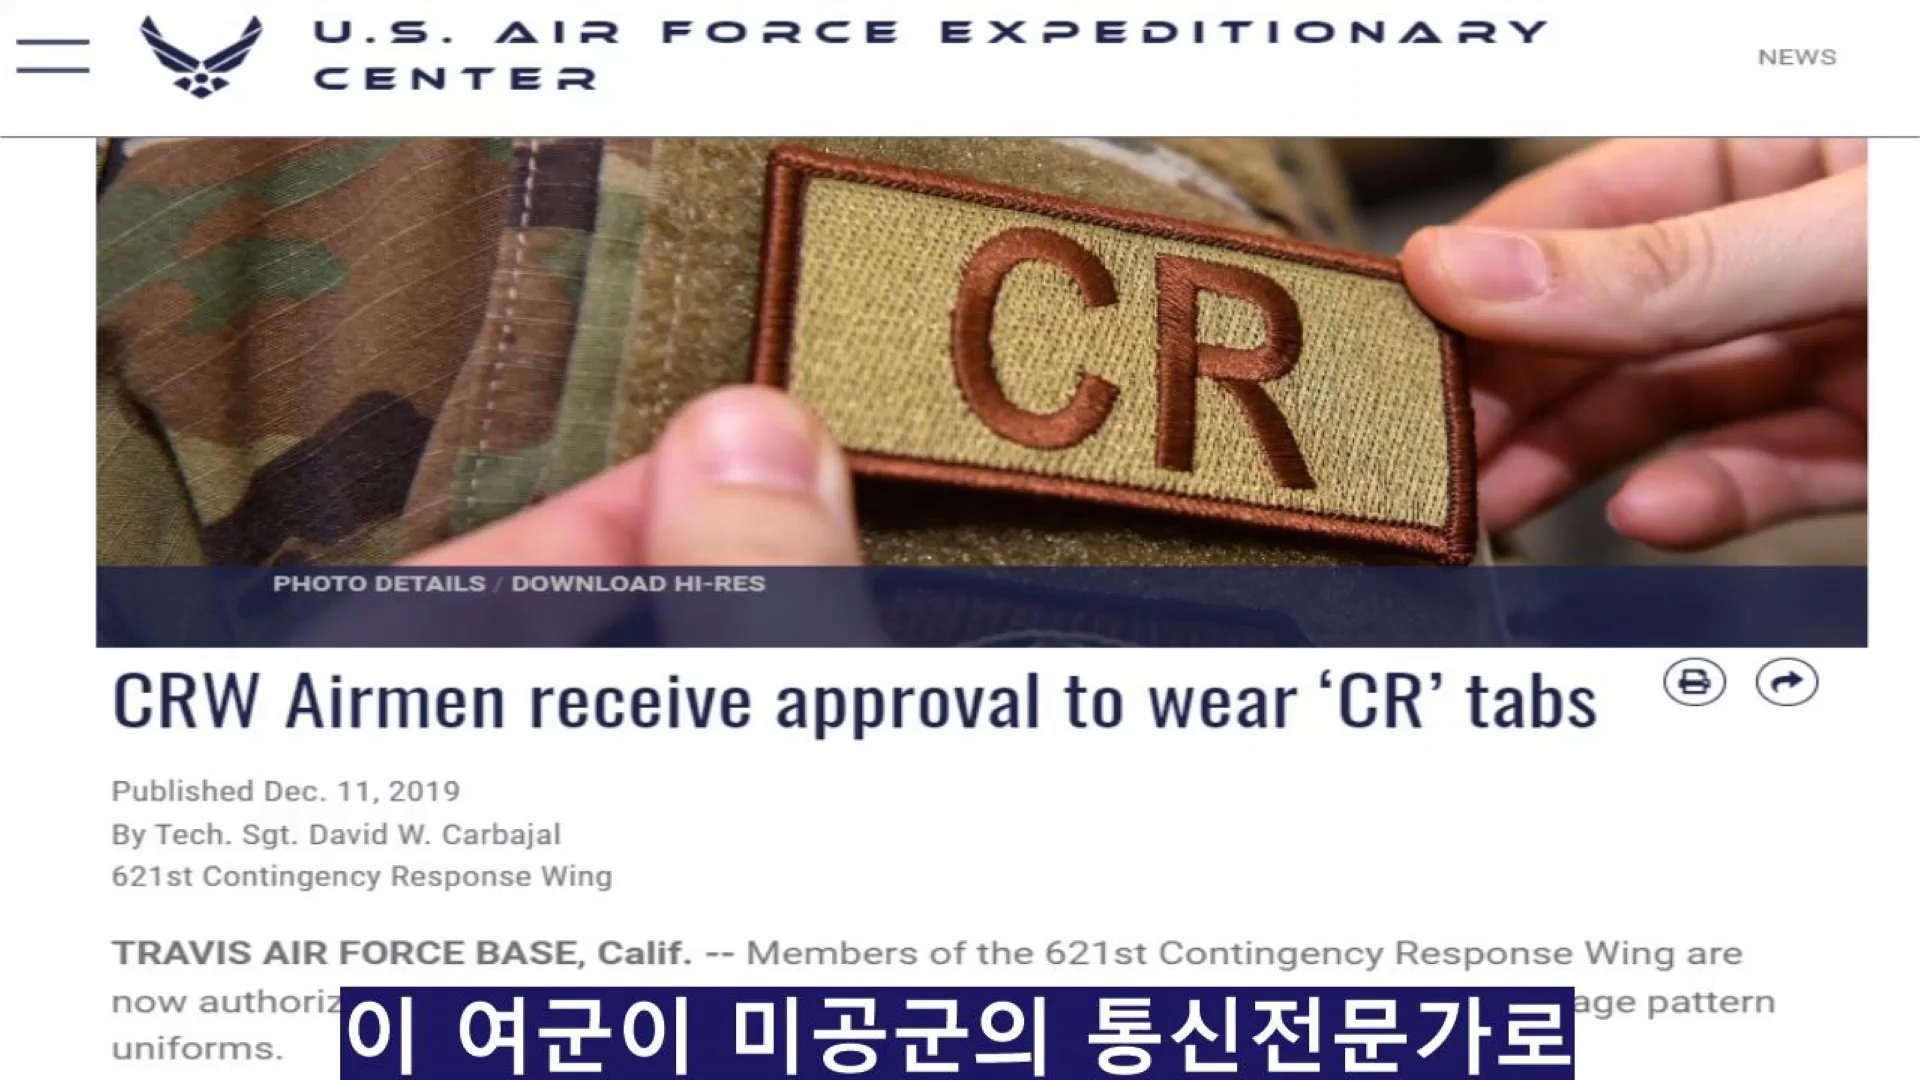 U.S. AIR FORCE EXPEDITIONARY
CENTER
NEWS
CR
PHOTO DETAILS / DOWNLOAD HI-RES
CRW Airmen receive approval to wear ‘CR’ tabs
Published Dec. 11, 2019
By Tech. Sgt. David W. Carbajal
621st Contingency Response Wing
TRAVIS AIR FORCE BASE, Calif. -- Members of the 621st Contingency Response Wing are
now pattern
uniforms.
이 여군이 미공군의 통신전문가로